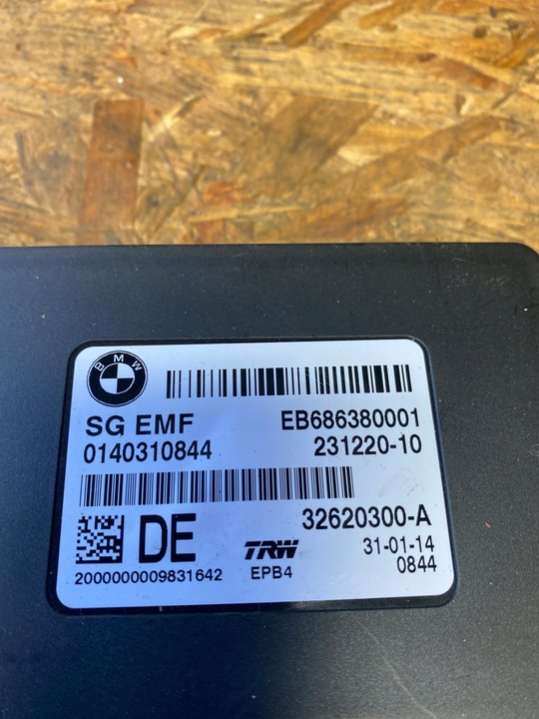 BMW
SG EMF EB686380001
0140310844 231220-10
32620300-A
DE TRW 31-01-14
2000000009831642 EPB4 0844